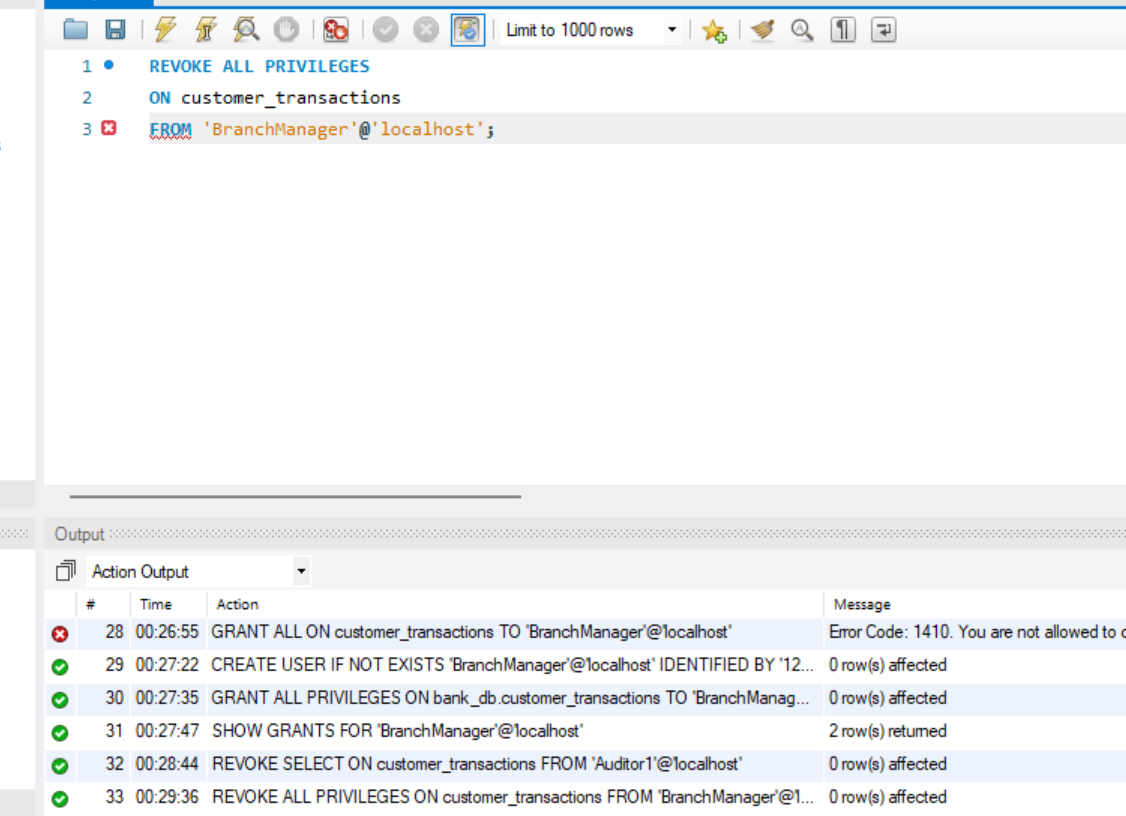 Limit to 1000 rows
1 REVOKE ALL PRIVILEGES
2 ON customer_transactions
3 FROM 'BranchManager'@'localhost';
Output
Action Output
# Time Action Message
28 00:26:55 GRANT ALL ON customer_transactions TO 'BranchManager'@'localhost' Error Code: 1410. You are not allowed to c
29 00:27:22 CREATE USER IF NOT EXISTS 'BranchManager'@'localhost' IDENTIFIED BY '12... 0 row(s) affected
30 00:27:35 GRANT ALL PRIVILEGES ON bank_db.customer_transactions TO 'BranchManag... 0 row(s) affected
31 00:27:47 SHOW GRANTS FOR 'BranchManager'@'localhost' 2 row(s) returned
32 00:28:44 REVOKE SELECT ON customer_transactions FROM 'Auditor1'@'localhost' 0 row(s) affected
33 00:29:36 REVOKE ALL PRIVILEGES ON customer_transactions FROM 'BranchManager'@'l... 0 row(s) affected